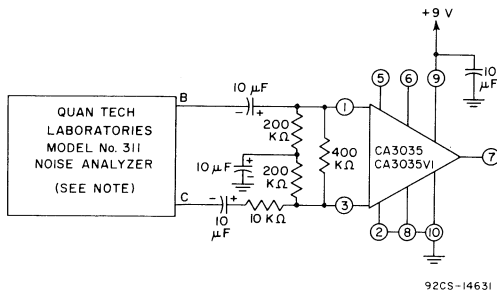 +9 V
10 μF
B
10 μF
- +
5
6
9
QUAN TECH
LABORATORIES
MODEL No. 311
NOISE ANALYZER
(SEE NOTE)
1
200
KΩ
400
KΩ
CA3035
CA3035V1
7
10 μF
+
200
KΩ
C
- +
10
μF
10 KΩ
3
2
8
10
92CS-14631